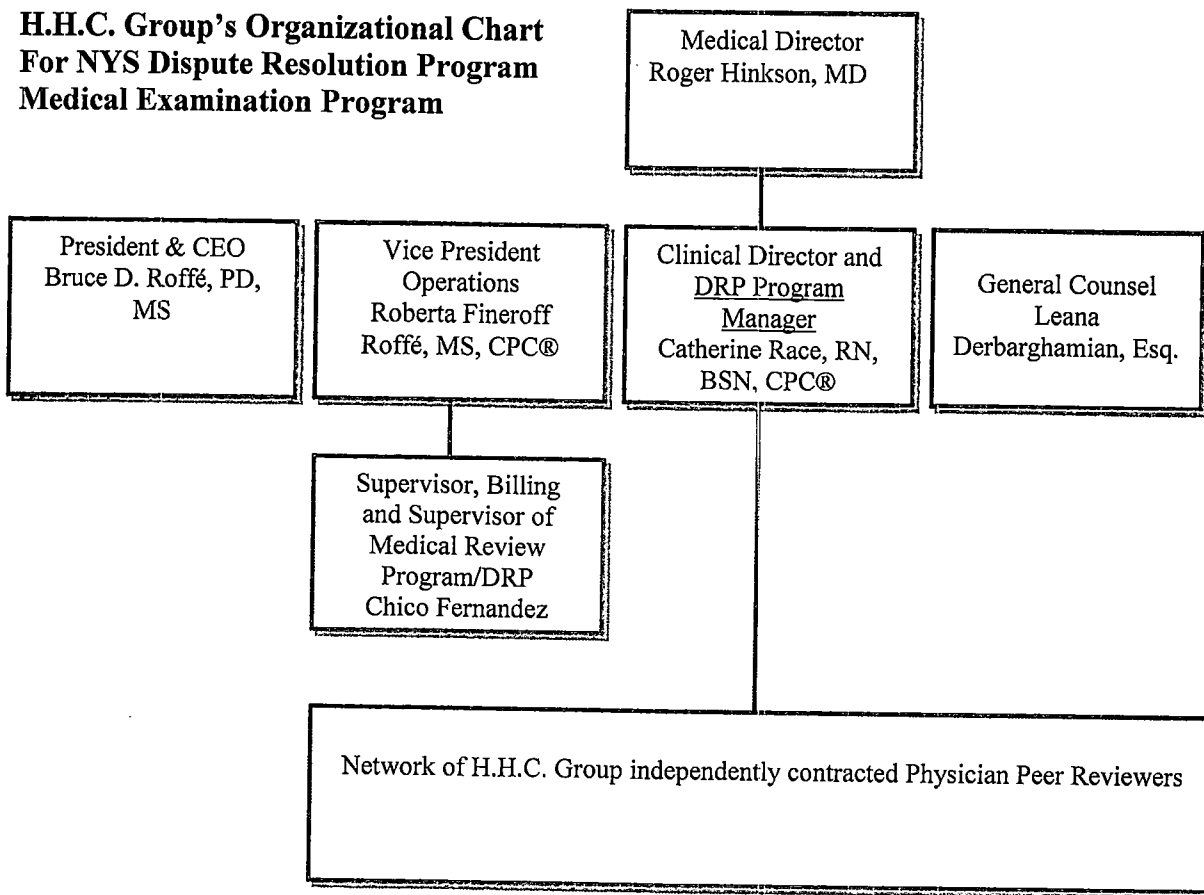 H.H.C. Group's Organizational Chart
For NYS Dispute Resolution Program
Medical Examination Program
Medical Director
Roger Hinkson, MD
President & CEO
Bruce D. Roffé, PD,
MS
Vice President
Operations
Roberta Fineroff
Roffé, MS, CPC®
Clinical Director and
DRP Program
Manager
Catherine Race, RN,
BSN, CPC®
General Counsel
Leana
Derbarghamian, Esq.
Supervisor, Billing
and Supervisor of
Medical Review
Program/DRP
Chico Fernandez
Network of H.H.C. Group independently contracted Physician Peer Reviewers